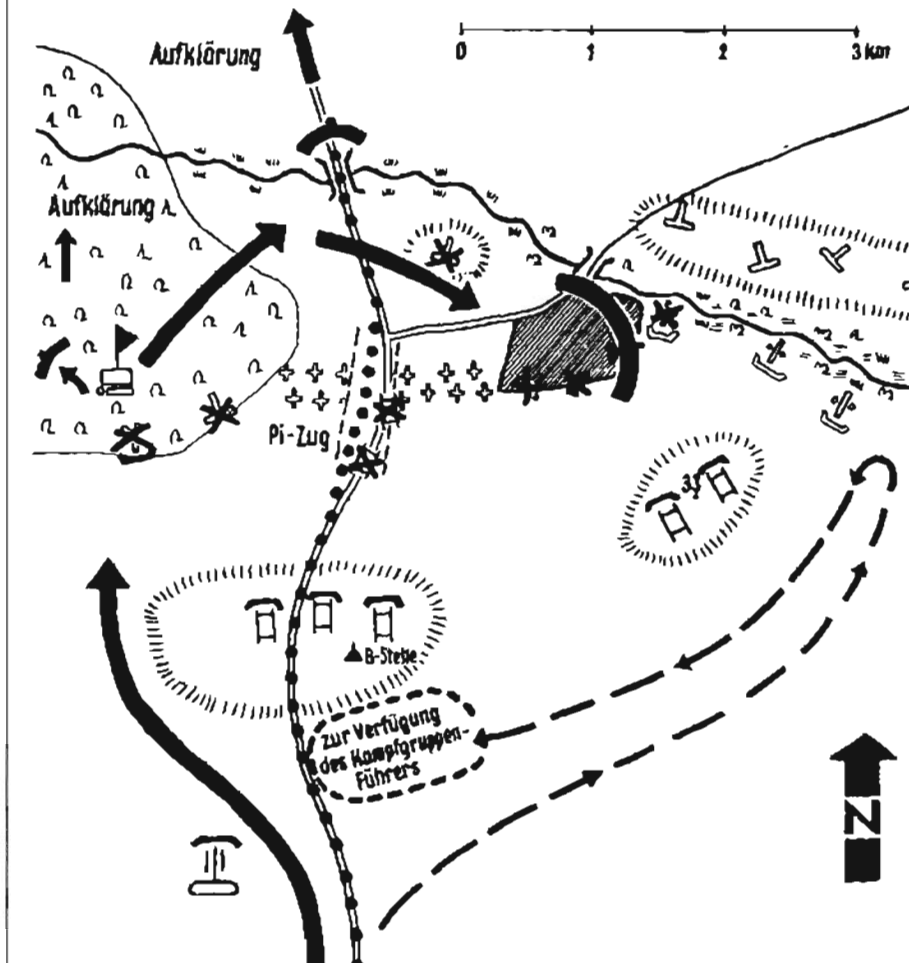 Aufklärung
0 1 2 3 Km
Aufklärung
Pi-Zug
B-Stelle
zur Verfügung
des Kampfgruppen-
Führers
N